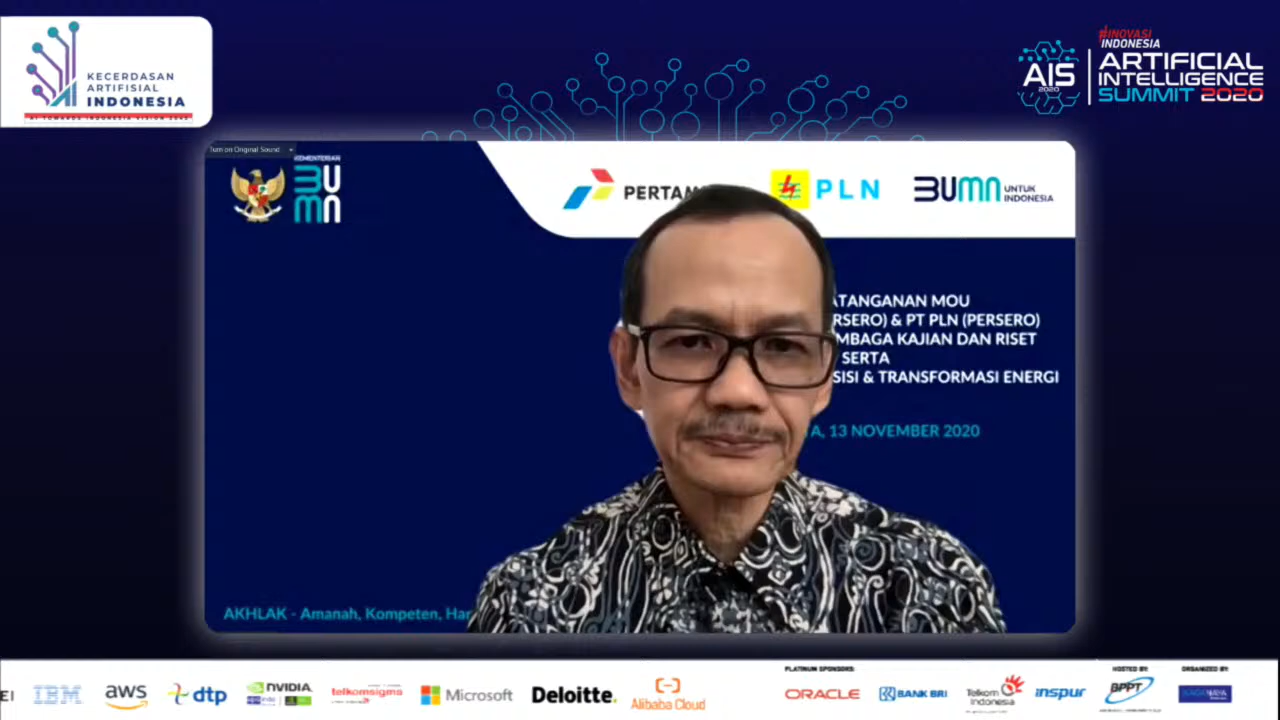 KECERDASAN
ARTIFISIAL
INDONESIA
#INOVASI
INDONESIA
AIS
2020
ARTIFICIAL
INTELLIGENCE
SUMMIT 2020
Turn on Original Sound
KEMENTERIAN
BUMN
PERTAM
PLN
BUMN
UNTUK
INDONESIA
ATANGANAN MOU
RSERO) & PT PLN (PERSERO)
MBAGA KAJIAN DAN RISET
SERTA
SISI & TRANSFORMASI ENERGI
TA, 13 NOVEMBER 2020
AKHLAK - Amanah, Kompeten, Har
PLATINUM SPONSORS:
HOSTED BY:
ORGANIZED BY:
EI
IBM
aws
dtp
NVIDIA
telkomsigma
Microsoft
Deloitte.
Alibaba Cloud
ORACLE
BANK BRI
Telkom
Indonesia
inspur
BPPT